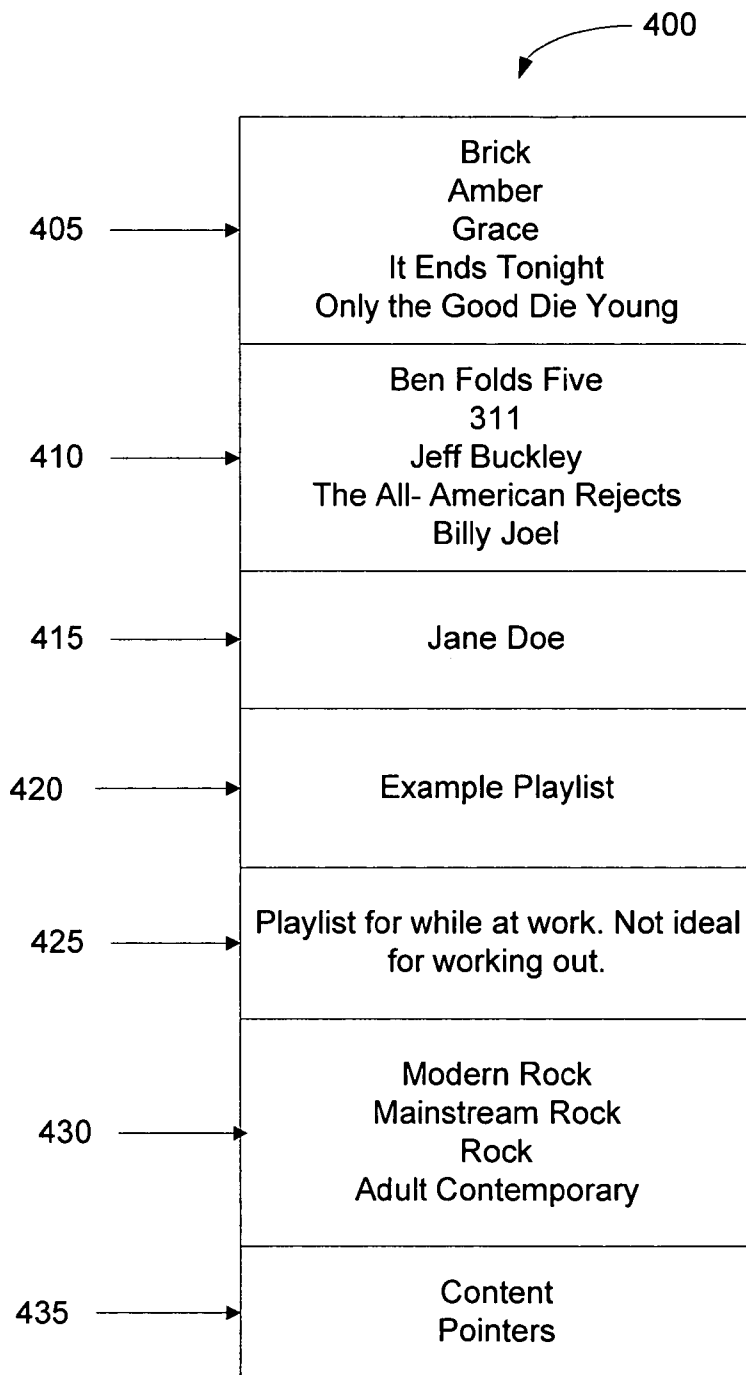 400
405
Brick
Amber
Grace
It Ends Tonight
Only the Good Die Young
410
Ben Folds Five
311
Jeff Buckley
The All- American Rejects
Billy Joel
415
Jane Doe
420
Example Playlist
425
Playlist for while at work. Not ideal
for working out.
430
Modern Rock
Mainstream Rock
Rock
Adult Contemporary
435
Content
Pointers